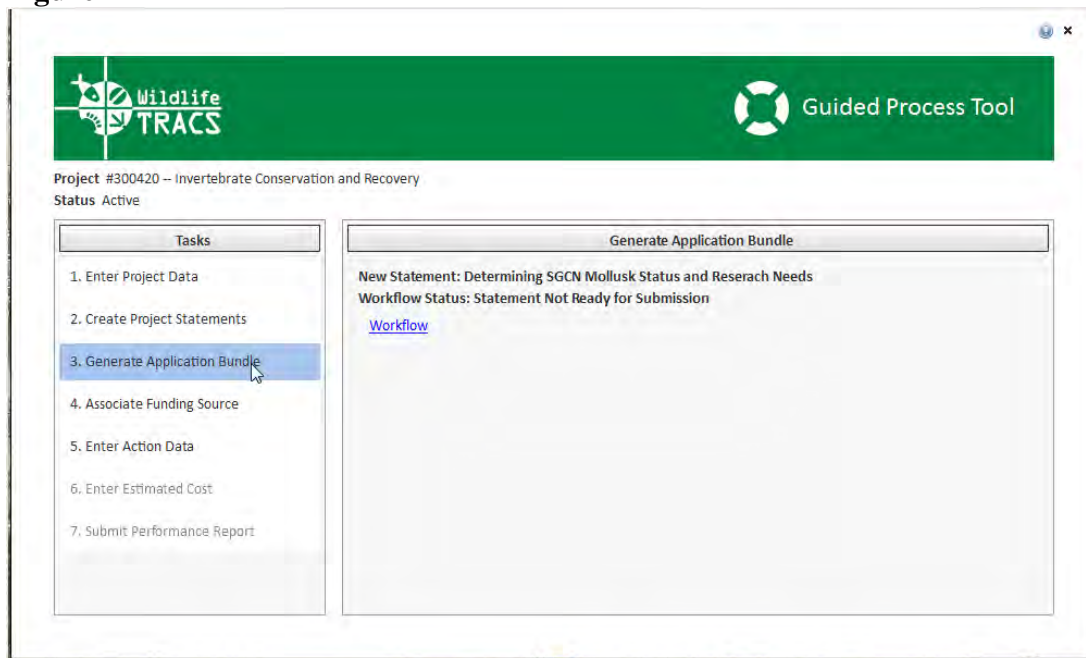 Wildlife
TRACS
Guided Process Tool
Project #300420 -- Invertebrate Conservation and Recovery
Status Active
Tasks
1. Enter Project Data
2. Create Project Statements
3. Generate Application Bundle
4. Associate Funding Source
5. Enter Action Data
6. Enter Estimated Cost
7. Submit Performance Report
Generate Application Bundle
New Statement: Determining SGCN Mollusk Status and Reserach Needs
Workflow Status: Statement Not Ready for Submission
Workflow